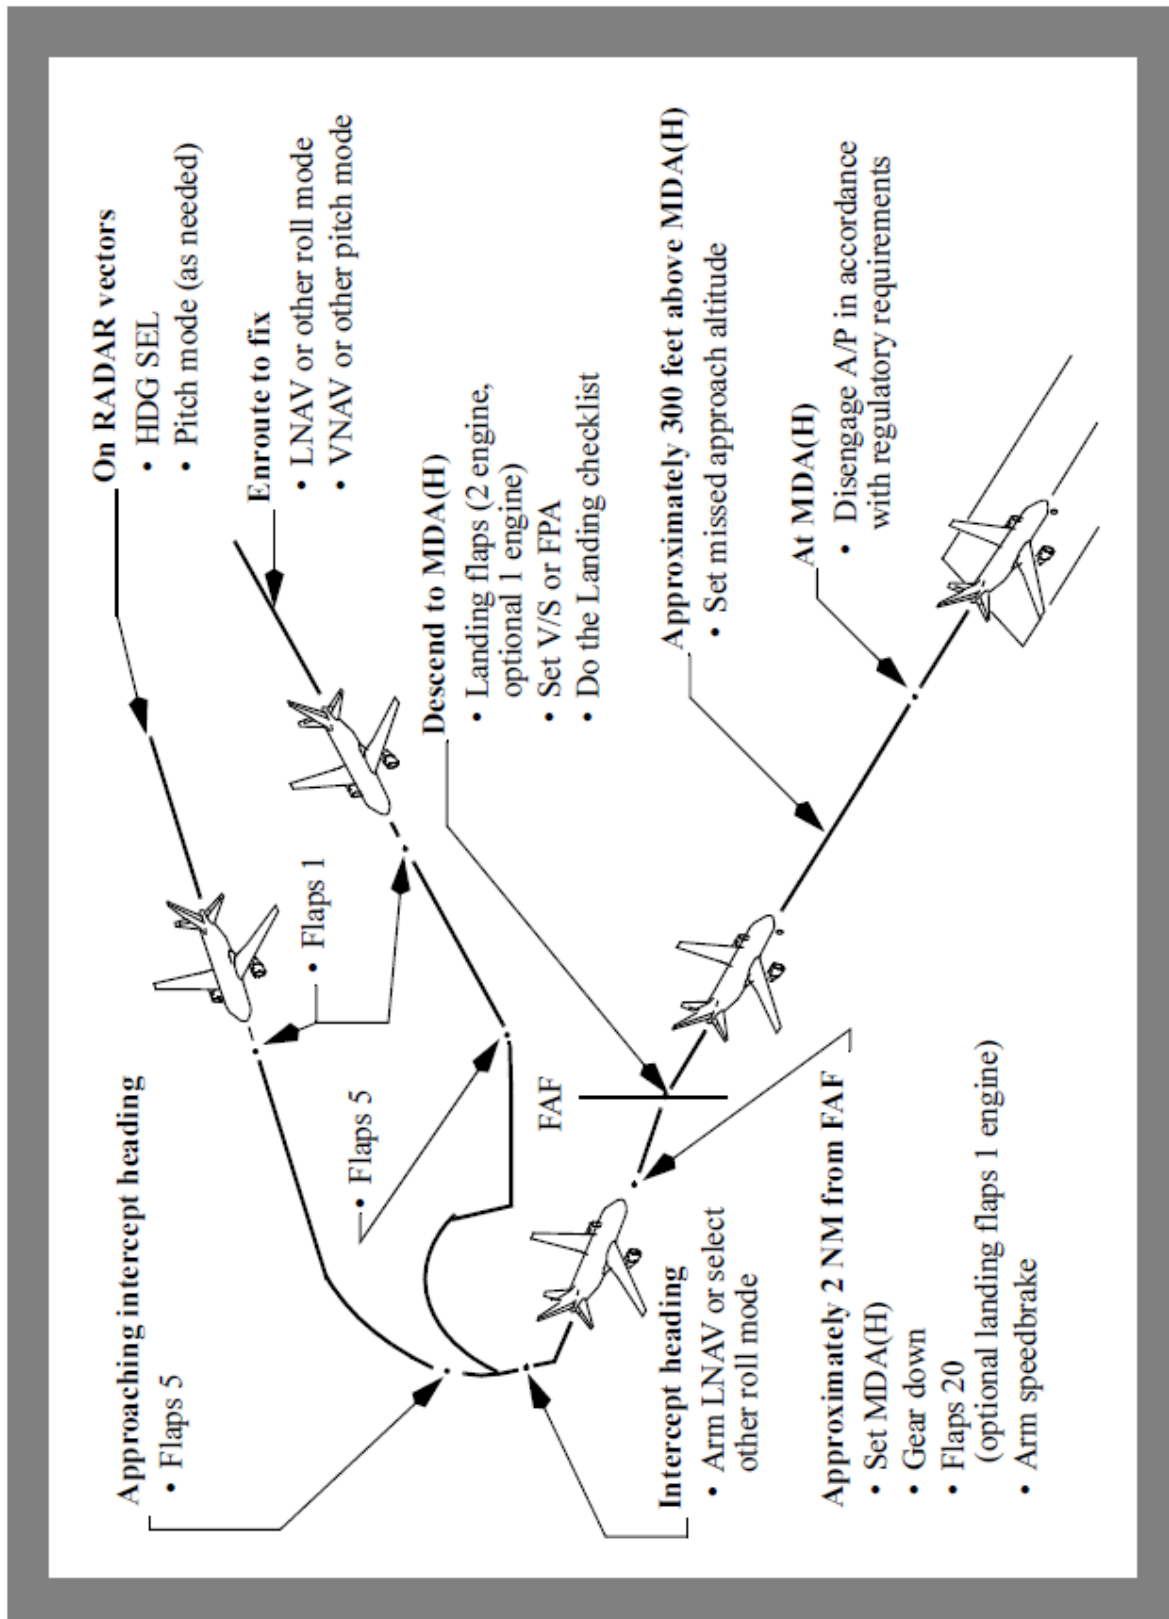 On RADAR vectors
• HDG SEL
• Pitch mode (as needed)
Enroute to fix
• LNAV or other roll mode
• VNAV or other pitch mode
Approaching intercept heading
• Flaps 5
• Flaps 1
• Flaps 5
Descend to MDA(H)
• Landing flaps (2 engine,
optional 1 engine)
• Set V/S or FPA
• Do the Landing checklist
FAF
Intercept heading
• Arm LNAV or select
other roll mode
Approximately 300 feet above MDA(H)
• Set missed approach altitude
Approximately 2 NM from FAF
• Set MDA(H)
• Gear down
• Flaps 20
(optional landing flaps 1 engine)
• Arm speedbrake
At MDA(H)
• Disengage A/P in accordance
with regulatory requirements